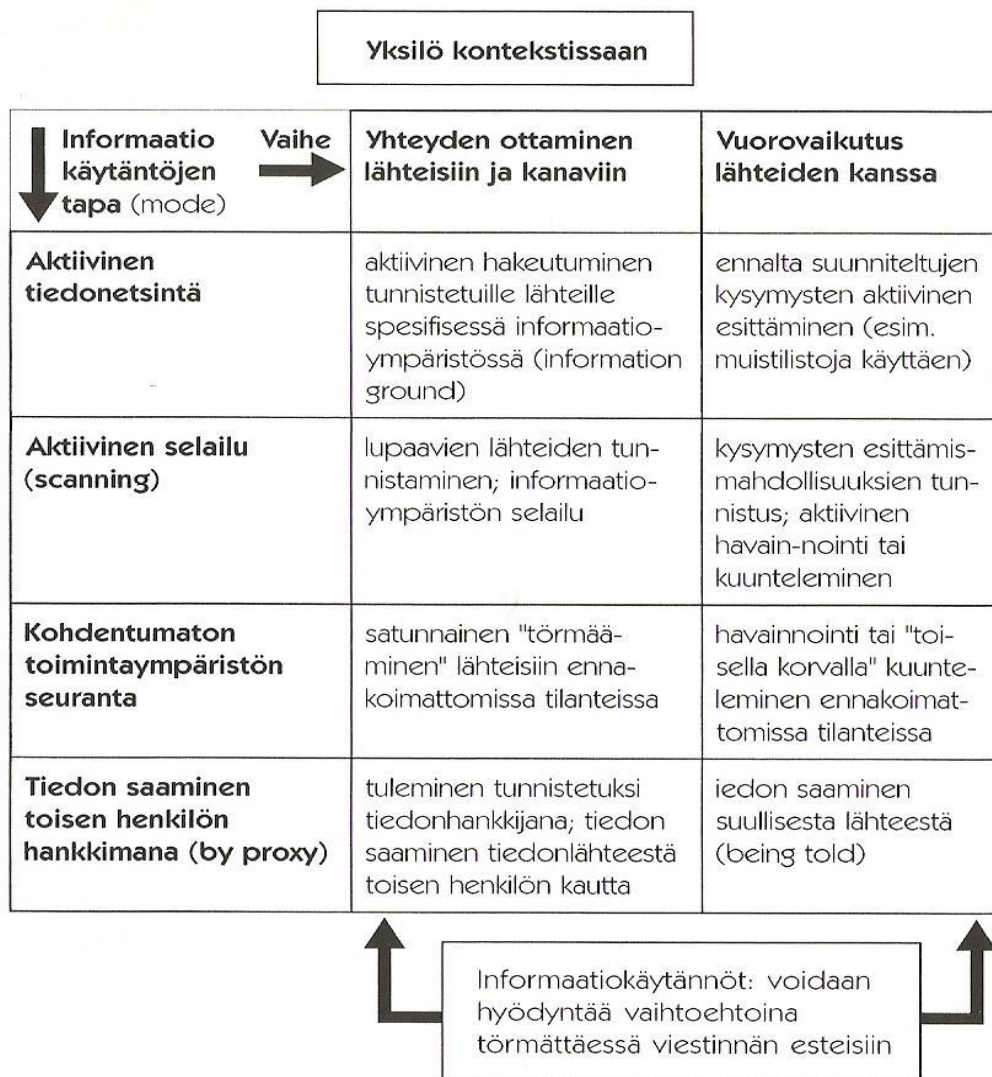 Yksilö kontekstissaan
Informaatio
käytäntöjen
tapa (mode)
Vaihe
Yhteyden ottaminen
lähteisiin ja kanaviin
Vuorovaikutus
lähteiden kanssa
Aktiivinen
tiedonetsintä
aktiivinen hakeutuminen
tunnistetuille lähteille
spesifisessä informaatio-
ympäristössä (information
ground)
ennalta suunniteltujen
kysymysten aktiivinen
esittäminen (esim.
muistilistoja käyttäen)
Aktiivinen selailu
(scanning)
lupaavien lähteiden tun-
nistaminen; informaatio-
ympäristön selailu
kysymysten esittämis-
mahdollisuuksien tun-
nistus; aktiivinen
havain-nointi tai
kuunteleminen
Kohdentumaton
toimintaympäristön
seuranta
satunnainen "törmää-
minen" lähteisiin enna-
koimattomissa tilanteissa
havainnointi tai "toi-
sella korvalla" kuunte-
leminen ennakoimat-
tomissa tilanteissa
Tiedon saaminen
toisen henkilön
hankkimana (by proxy)
tuleminen tunnistetuksi
tiedonhankkijana; tiedon
saaminen tiedonlähteestä
toisen henkilön kautta
iedon saaminen
suullisesta lähteestä
(being told)
Informaatiokäytännöt: voidaan
hyödyntää vaihtoehtoina
törmättäessä viestinnän esteisiin